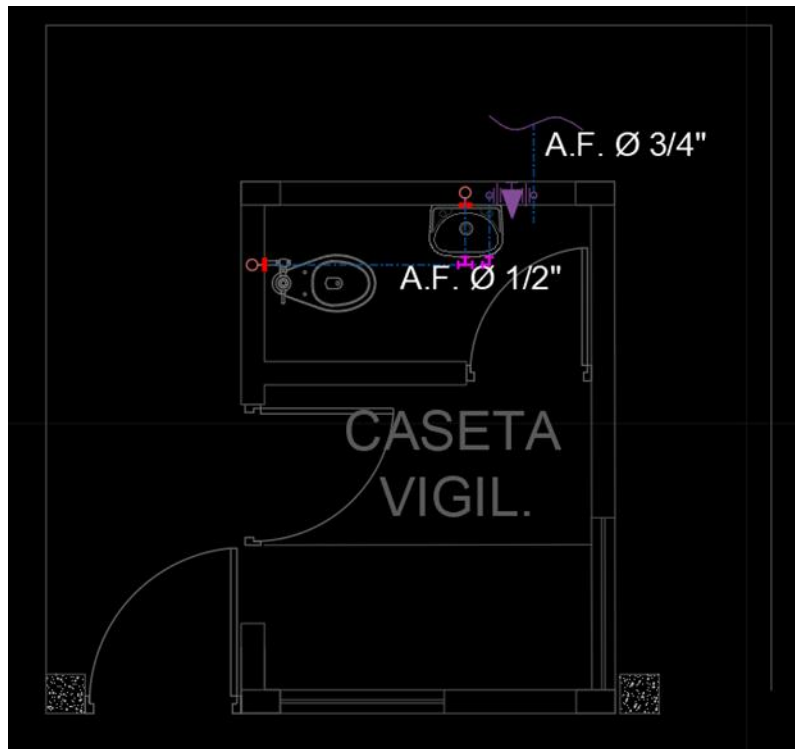 A.F. Ø 3/4"
A.F. Ø 1/2"
CASETA
VIGIL.